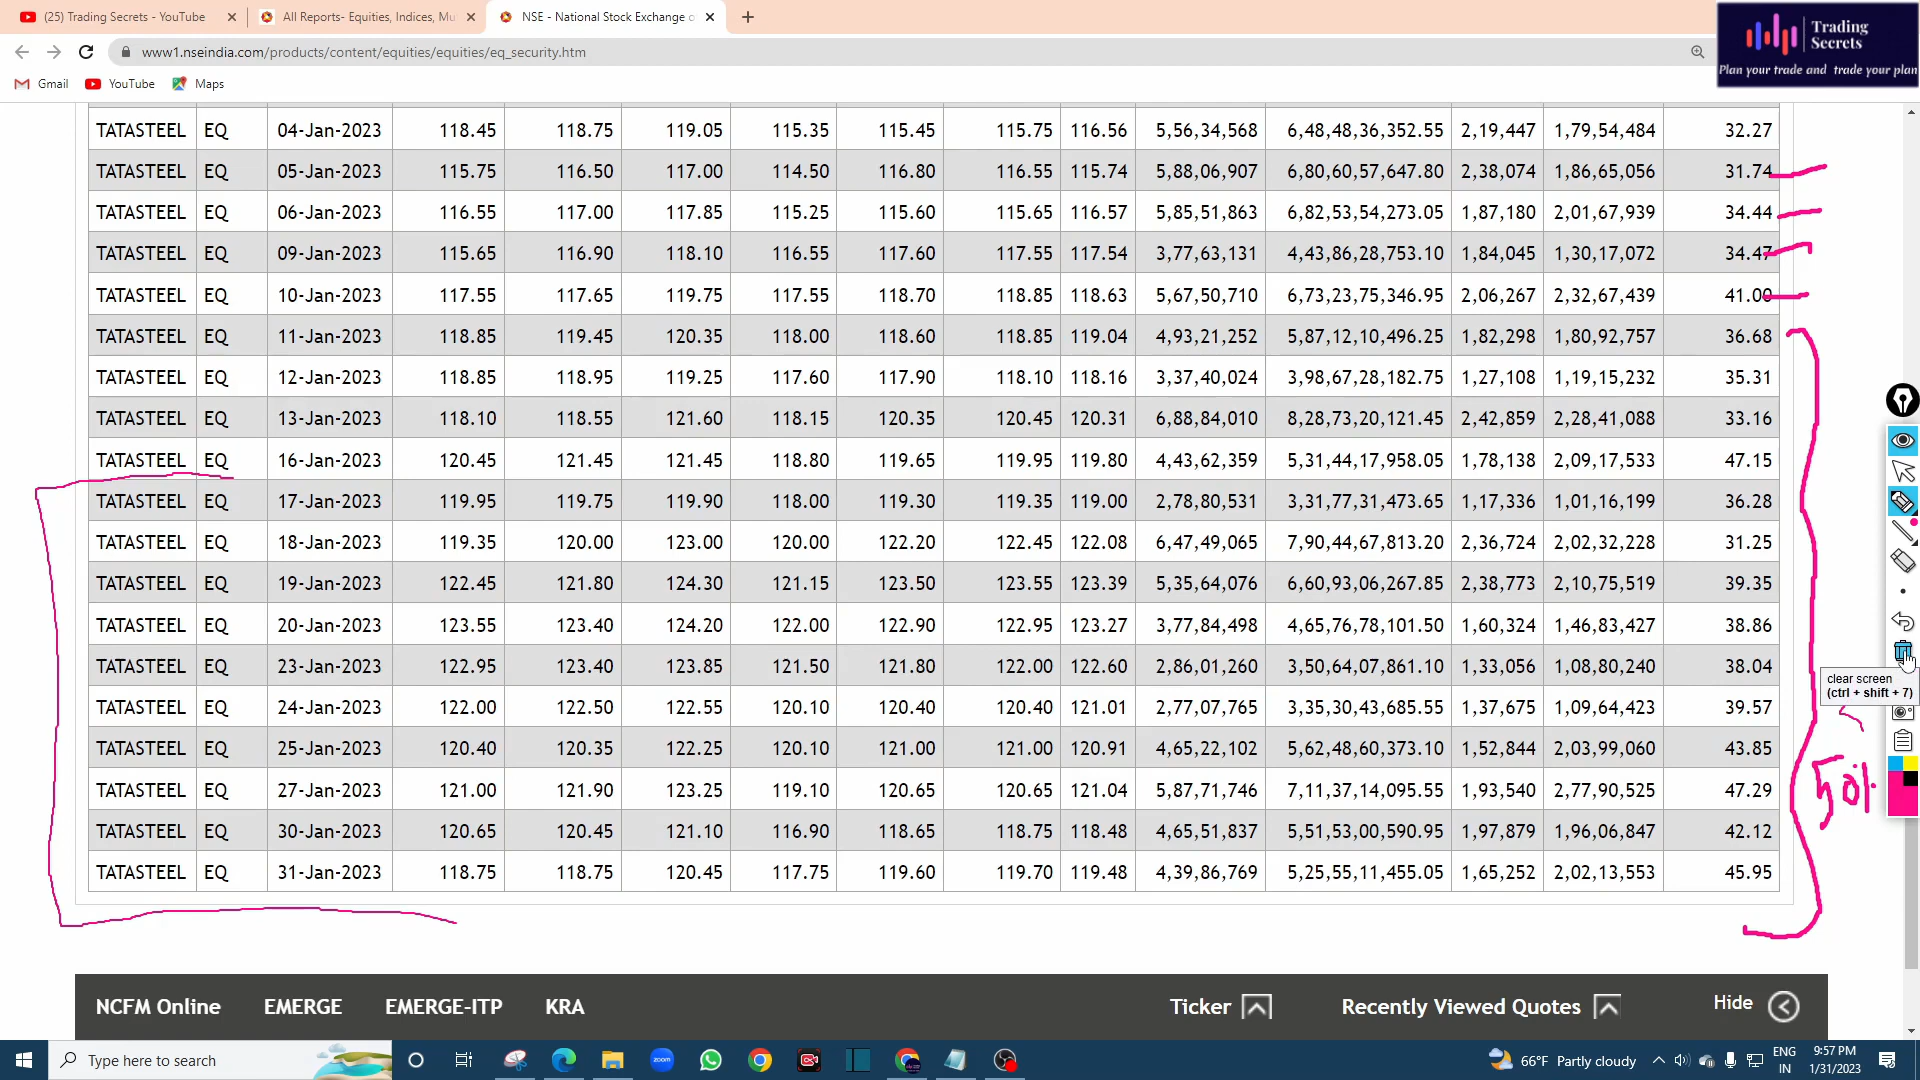 (25) Trading Secrets - YouTube
All Reports- Equities, Indices, Mu
NSE - National Stock Exchange o
www1.nseindia.com/products/content/equities/equities/eq_security.htm
Trading
Secrets
Plan your trade and trade your plan
Gmail YouTube Maps
TATASTEEL EQ 04-Jan-2023 118.45 118.75 119.05 115.35 115.45 115.75 116.56 5,56,34,568 6,48,48,36,352.55 2,19,447 1,79,54,484 32.27
TATASTEEL EQ 05-Jan-2023 115.75 116.50 117.00 114.50 116.80 116.55 115.74 5,88,06,907 6,80,60,57,647.80 2,38,074 1,86,65,056 31.74
TATASTEEL EQ 06-Jan-2023 116.55 117.00 117.85 115.25 115.60 115.65 116.57 5,85,51,863 6,82,53,54,273.05 1,87,180 2,01,67,939 34.44
TATASTEEL EQ 09-Jan-2023 115.65 116.90 118.10 116.55 117.60 117.55 117.54 3,77,63,131 4,43,86,28,753.10 1,84,045 1,30,17,072 34.47
TATASTEEL EQ 10-Jan-2023 117.55 117.65 119.75 117.55 118.70 118.85 118.63 5,67,50,710 6,73,23,75,346.95 2,06,267 2,32,67,439 41.00
TATASTEEL EQ 11-Jan-2023 118.85 119.45 120.35 118.00 118.60 118.85 119.04 4,93,21,252 5,87,12,10,496.25 1,82,298 1,80,92,757 36.68
TATASTEEL EQ 12-Jan-2023 118.85 118.95 119.25 117.60 117.90 118.10 118.16 3,37,40,024 3,98,67,28,182.75 1,27,108 1,19,15,232 35.31
TATASTEEL EQ 13-Jan-2023 118.10 118.55 121.60 118.15 120.35 120.45 120.31 6,88,84,010 8,28,73,20,121.45 2,42,859 2,28,41,088 33.16
TATASTEEL EQ 16-Jan-2023 120.45 121.45 121.45 118.80 119.65 119.95 119.80 4,43,62,359 5,31,44,17,958.05 1,78,138 2,09,17,533 47.15
TATASTEEL EQ 17-Jan-2023 119.95 119.75 119.90 118.00 119.30 119.35 119.00 2,78,80,531 3,31,77,31,473.65 1,17,336 1,01,16,199 36.28
TATASTEEL EQ 18-Jan-2023 119.35 120.00 123.00 120.00 122.20 122.45 122.08 6,47,49,065 7,90,44,67,813.20 2,36,724 2,02,32,228 31.25
TATASTEEL EQ 19-Jan-2023 122.45 121.80 124.30 121.15 123.50 123.55 123.39 5,35,64,076 6,60,93,06,267.85 2,38,773 2,10,75,519 39.35
TATASTEEL EQ 20-Jan-2023 123.55 123.40 124.20 122.00 122.90 122.95 123.27 3,77,84,498 4,65,76,78,101.50 1,60,324 1,46,83,427 38.86
TATASTEEL EQ 23-Jan-2023 122.95 123.40 123.85 121.50 121.80 122.00 122.60 2,86,01,260 3,50,64,07,861.10 1,33,056 1,08,80,240 38.04
clear screen
(ctrl + shift + 7)
TATASTEEL EQ 24-Jan-2023 122.00 122.50 122.55 120.10 120.40 120.40 121.01 2,77,07,765 3,35,30,43,685.55 1,37,675 1,09,64,423 39.57
TATASTEEL EQ 25-Jan-2023 120.40 120.35 122.25 120.10 121.00 121.00 120.91 4,65,22,102 5,62,48,60,373.10 1,52,844 2,03,99,060 43.85
TATASTEEL EQ 27-Jan-2023 121.00 121.90 123.25 119.10 120.65 120.65 121.04 5,87,71,746 7,11,37,14,095.55 1,93,540 2,77,90,525 47.29
50%
TATASTEEL EQ 30-Jan-2023 120.65 120.45 121.10 116.90 118.65 118.75 118.48 4,65,51,837 5,51,53,00,590.95 1,97,879 1,96,06,847 42.12
TATASTEEL EQ 31-Jan-2023 118.75 118.75 120.45 117.75 119.60 119.70 119.48 4,39,86,769 5,25,55,11,455.05 1,65,252 2,02,13,553 45.95
NCFM Online EMERGE EMERGE-ITP KRA Ticker Recently Viewed Quotes Hide
Type here to search
zoom
66°F Partly cloudy
ENG
IN
9:57 PM
1/31/2023